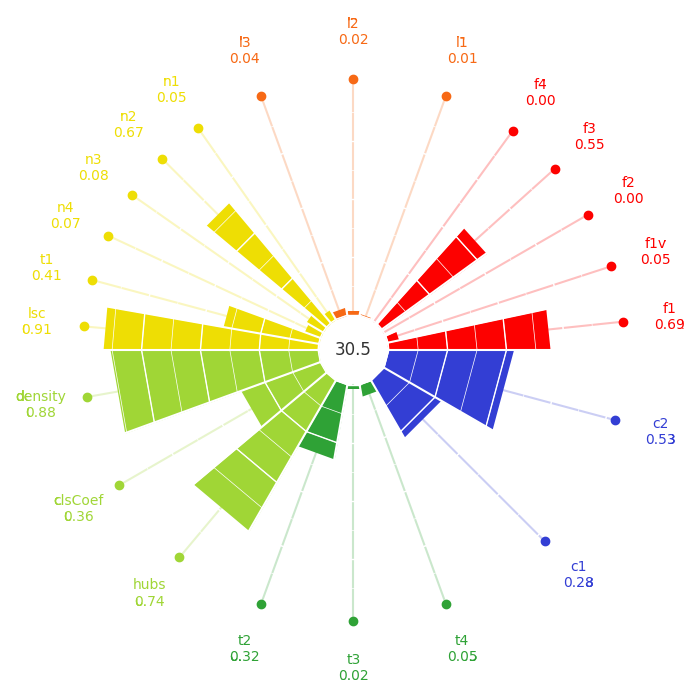 l2
0.02
l3
0.04
l1
0.01
n1
0.05
f4
0.00
n2
0.67
f3
0.55
n3
0.08
f2
0.00
n4
0.07
f1v
0.05
t1
0.41
lsc
0.91
f1
0.69
30.5
density
0.88
c2
0.53
clsCoef
0.36
c1
0.28
hubs
0.74
t2
0.32
t3
0.02
t4
0.05